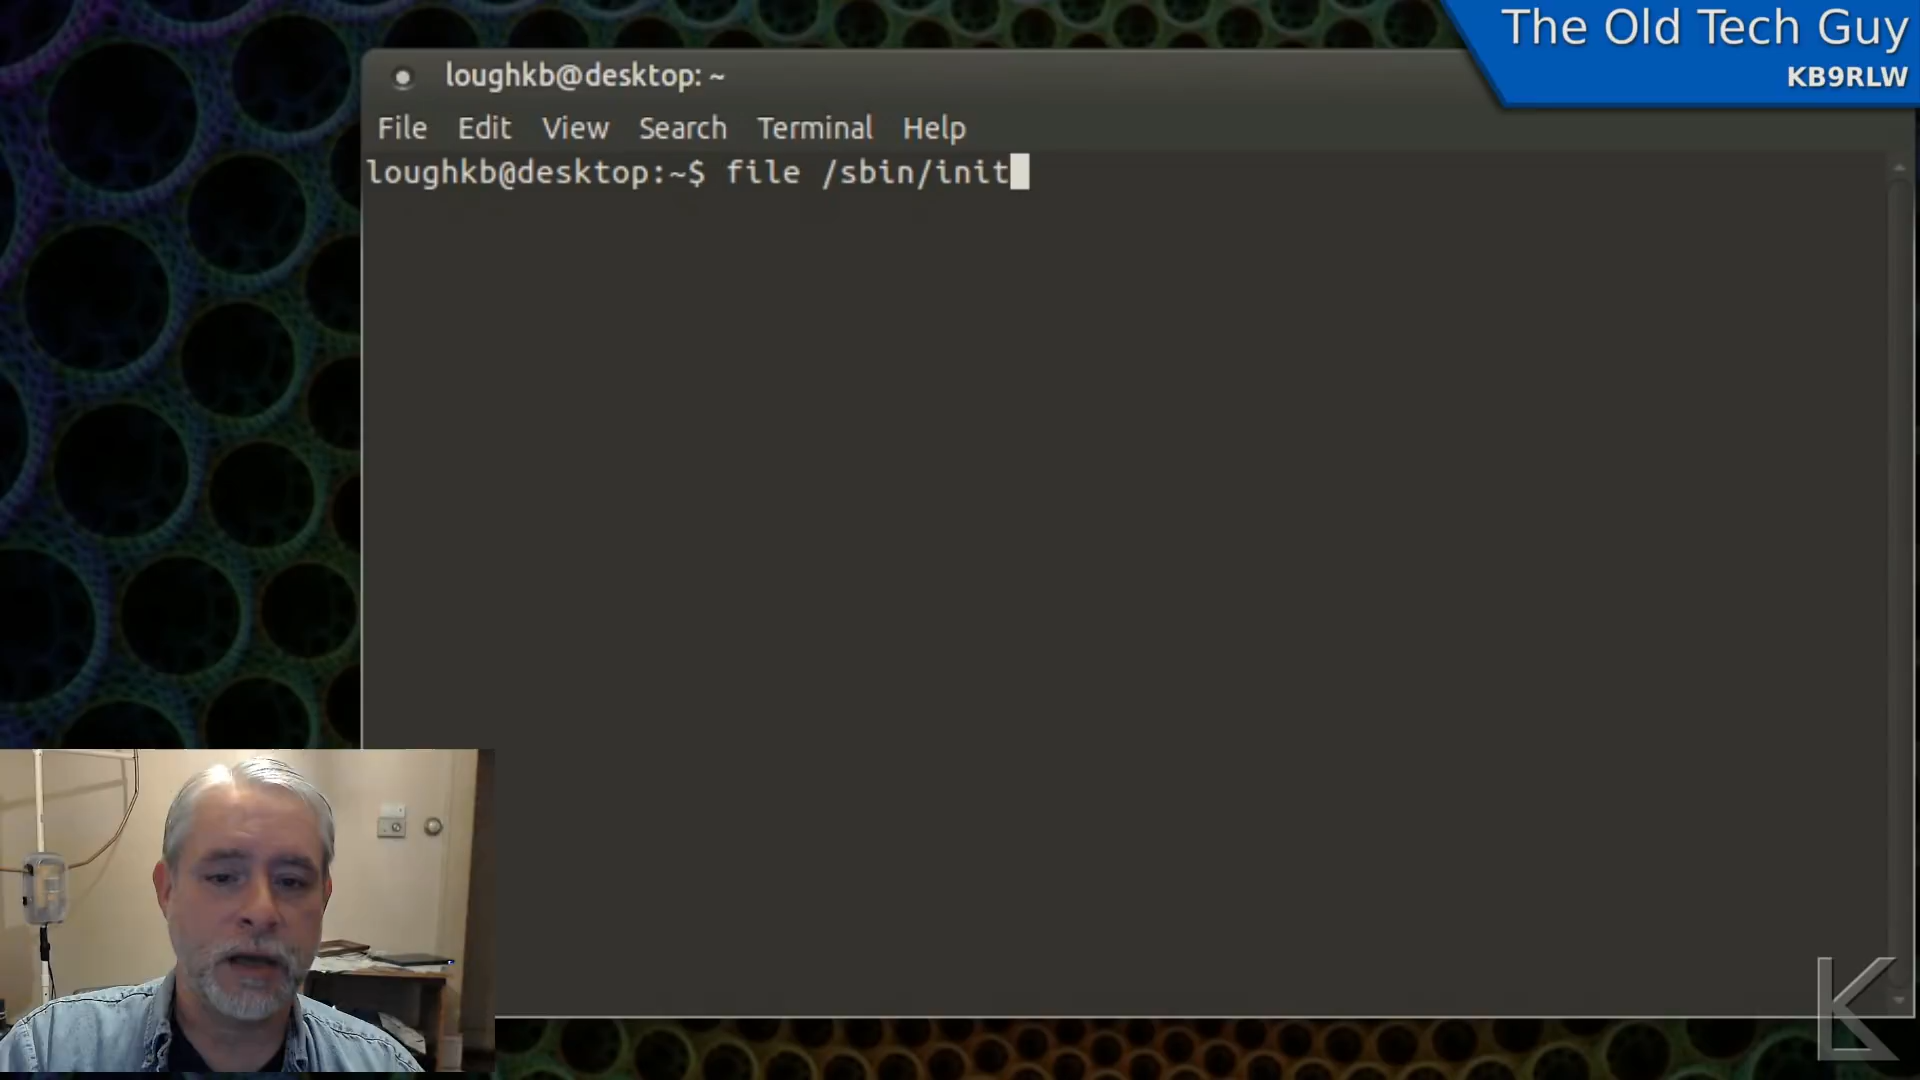 The Old Tech Guy
KB9RLW
loughkb@desktop: ~
File Edit View Search Terminal Help
loughkb@desktop:~$ file /sbin/init
K